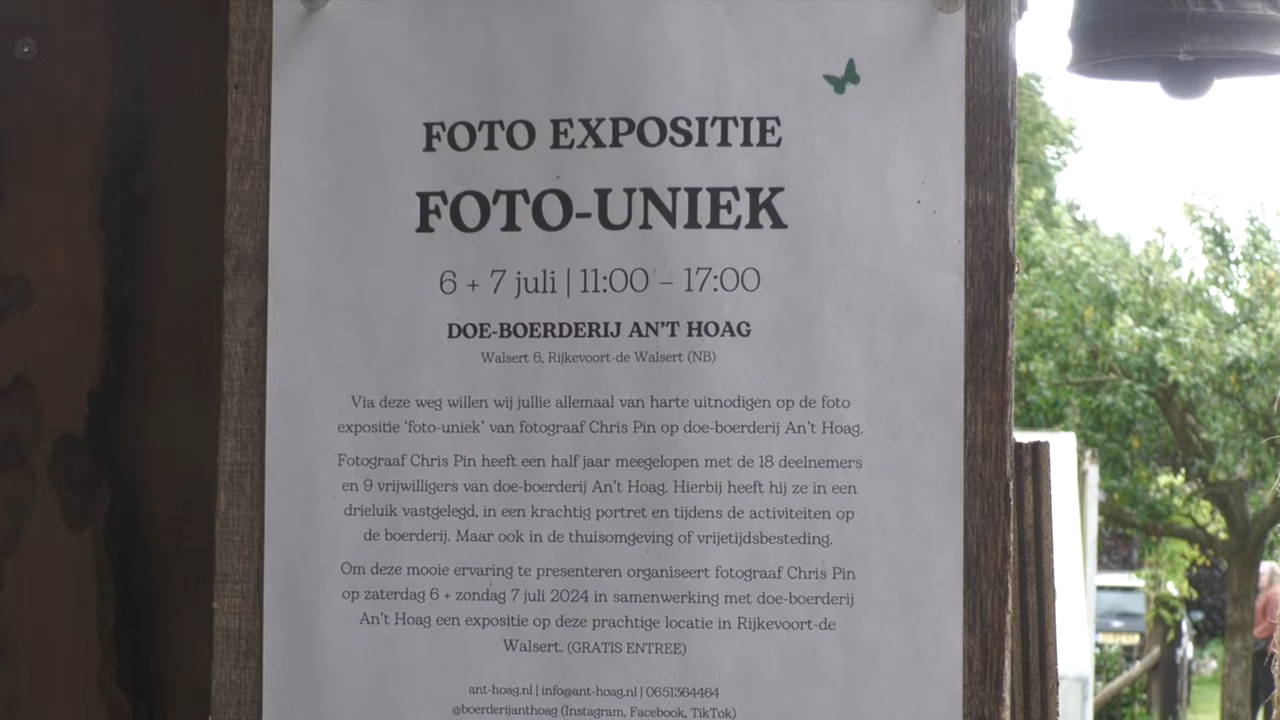 FOTO EXPOSITIE
FOTO-UNIEK
6 + 7 juli | 11:00 – 17:00
DOE-BOERDERIJ AN'T HOAG
Walsert 6, Rijkevoort-de Walsert (NB)
Via deze weg willen wij jullie allemaal van harte uitnodigen op de foto
expositie 'foto-uniek' van fotograaf Chris Pin op doe-boerderij An't Hoag.
Fotograaf Chris Pin heeft een half jaar meegelopen met de 18 deelnemers
en 9 vrijwilligers van doe-boerderij An't Hoag. Hierbij heeft hij ze in een
drieluik vastgelegd, in een krachtig portret en tijdens de activiteiten op
de boerderij. Maar ook in de thuisomgeving of vrijetijdsbesteding.
Om deze mooie ervaring te presenteren organiseert fotograaf Chris Pin
op zaterdag 6 + zondag 7 juli 2024 in samenwerking met doe-boerderij
An't Hoag een expositie op deze prachtige locatie in Rijkevoort-de
Walsert. (GRATIS ENTREE)
ant-hoag.nl | info@ant-hoag.nl | 0651364464
@boerderijanthoag (Instagram, Facebook, TikTok)